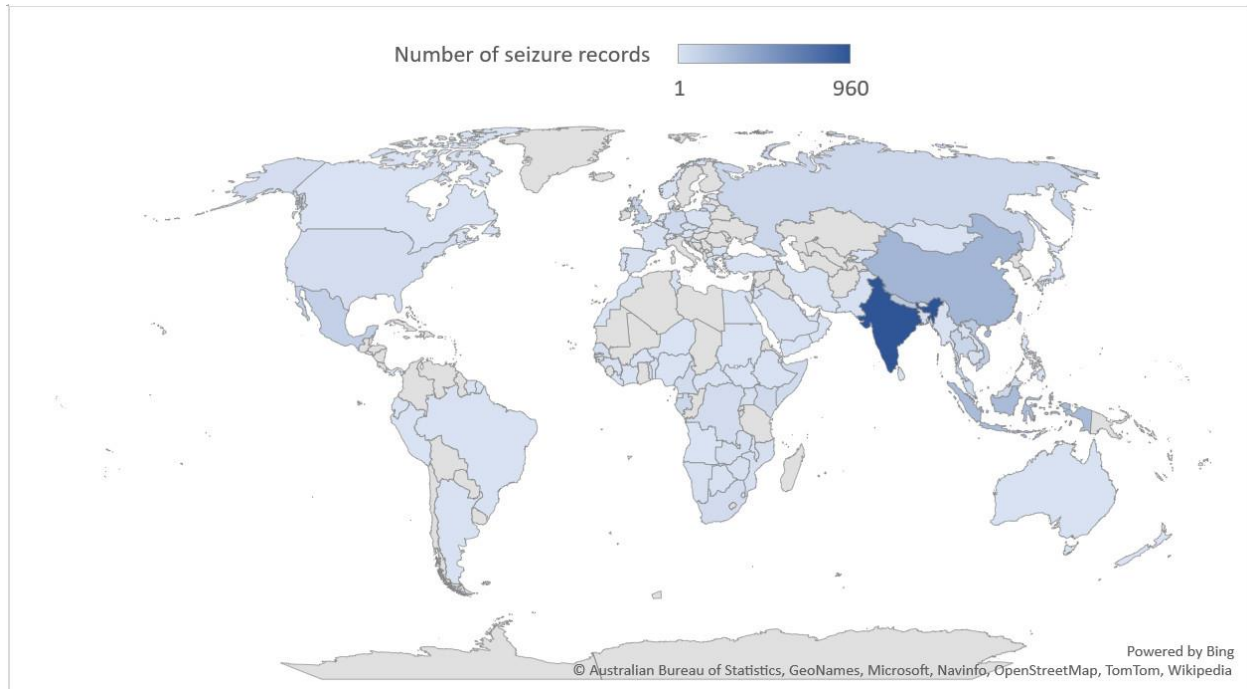 Number of seizure records
1 960
Powered by Bing
© Australian Bureau of Statistics, GeoNames, Microsoft, Navinfo, OpenStreetMap, TomTom, Wikipedia